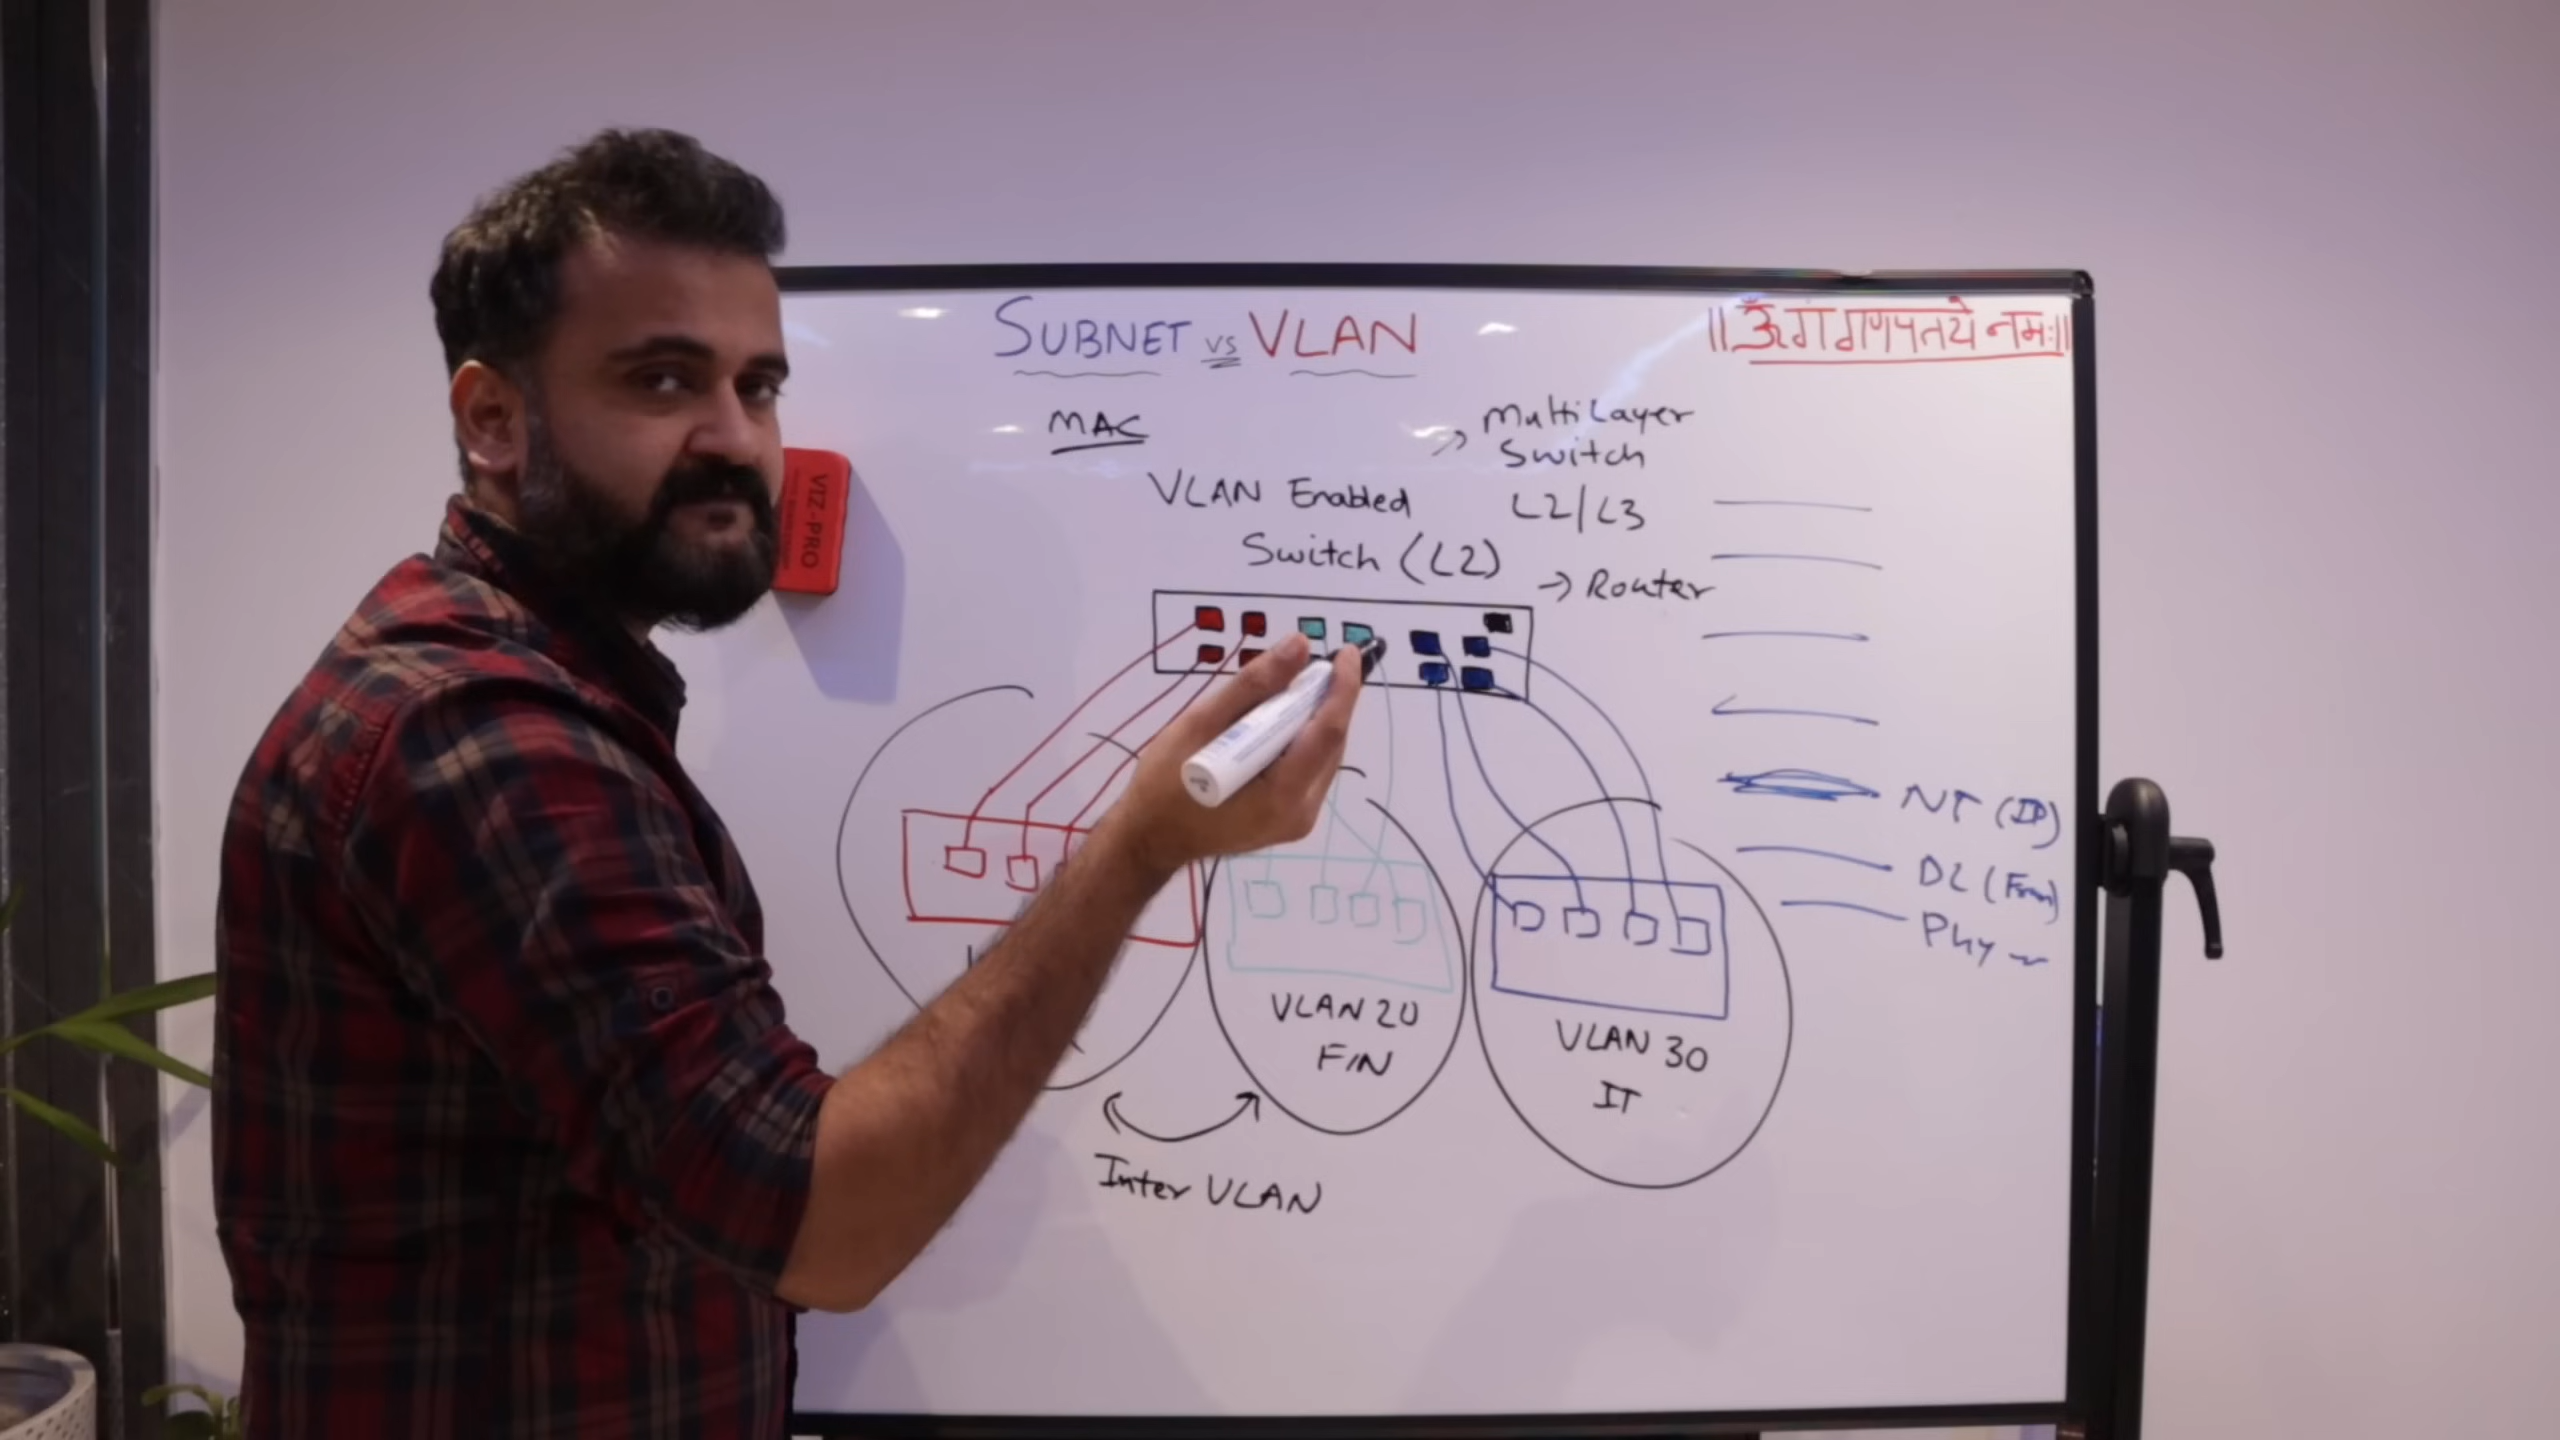 SUBNET vs VLAN
॥ ॐ गं गणपतये नमः॥
MAC
MultiLayer
Switch
L2/L3
VLAN Enabled
Switch (L2)
→ Router
VIZ-PRO
NT (IP)
DL (Fram)
Phy
VLAN 20
FIN
VLAN 30
IT
Inter VLAN